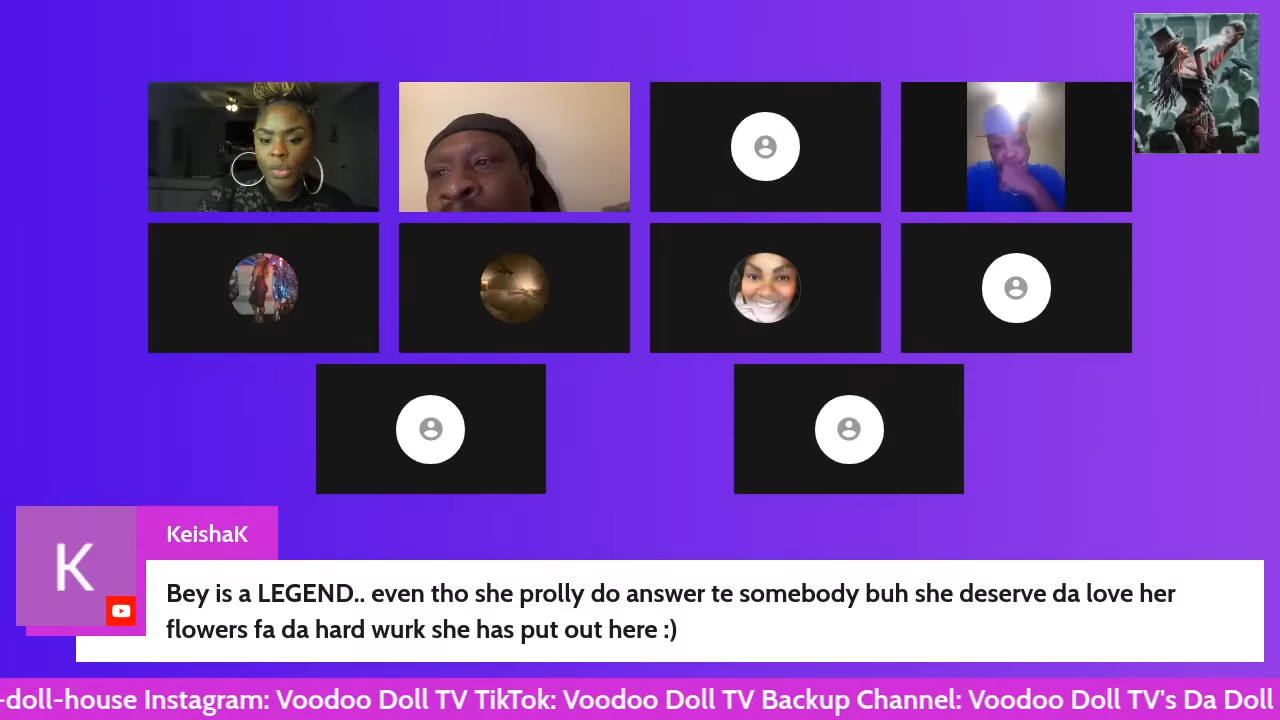 K
KeishaK
Bey is a LEGEND.. even tho she prolly do answer te somebody buh she deserve da love her
flowers fa da hard wurk she has put out here :)
-doll-house Instagram: Voodoo Doll TV TikTok: Voodoo Doll TV Backup Channel: Voodoo Doll TV's Da Doll